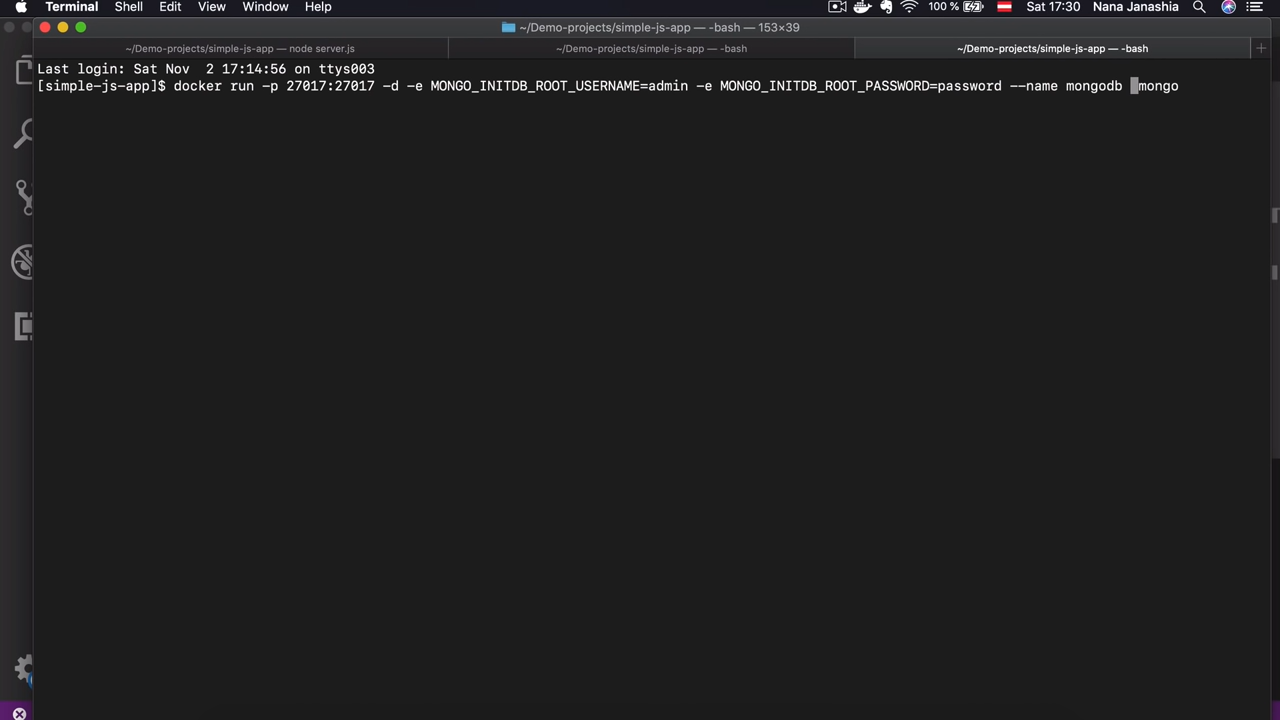 Terminal Shell Edit View Window Help 100 % Sat 17:30 Nana Janashia
~/Demo-projects/simple-js-app — -bash — 153×39
~/Demo-projects/simple-js-app — node server.js ~/Demo-projects/simple-js-app — -bash ~/Demo-projects/simple-js-app — -bash
Last login: Sat Nov  2 17:14:56 on ttys003
[simple-js-app]$ docker run -p 27017:27017 -d -e MONGO_INITDB_ROOT_USERNAME=admin -e MONGO_INITDB_ROOT_PASSWORD=password --name mongodb mongo